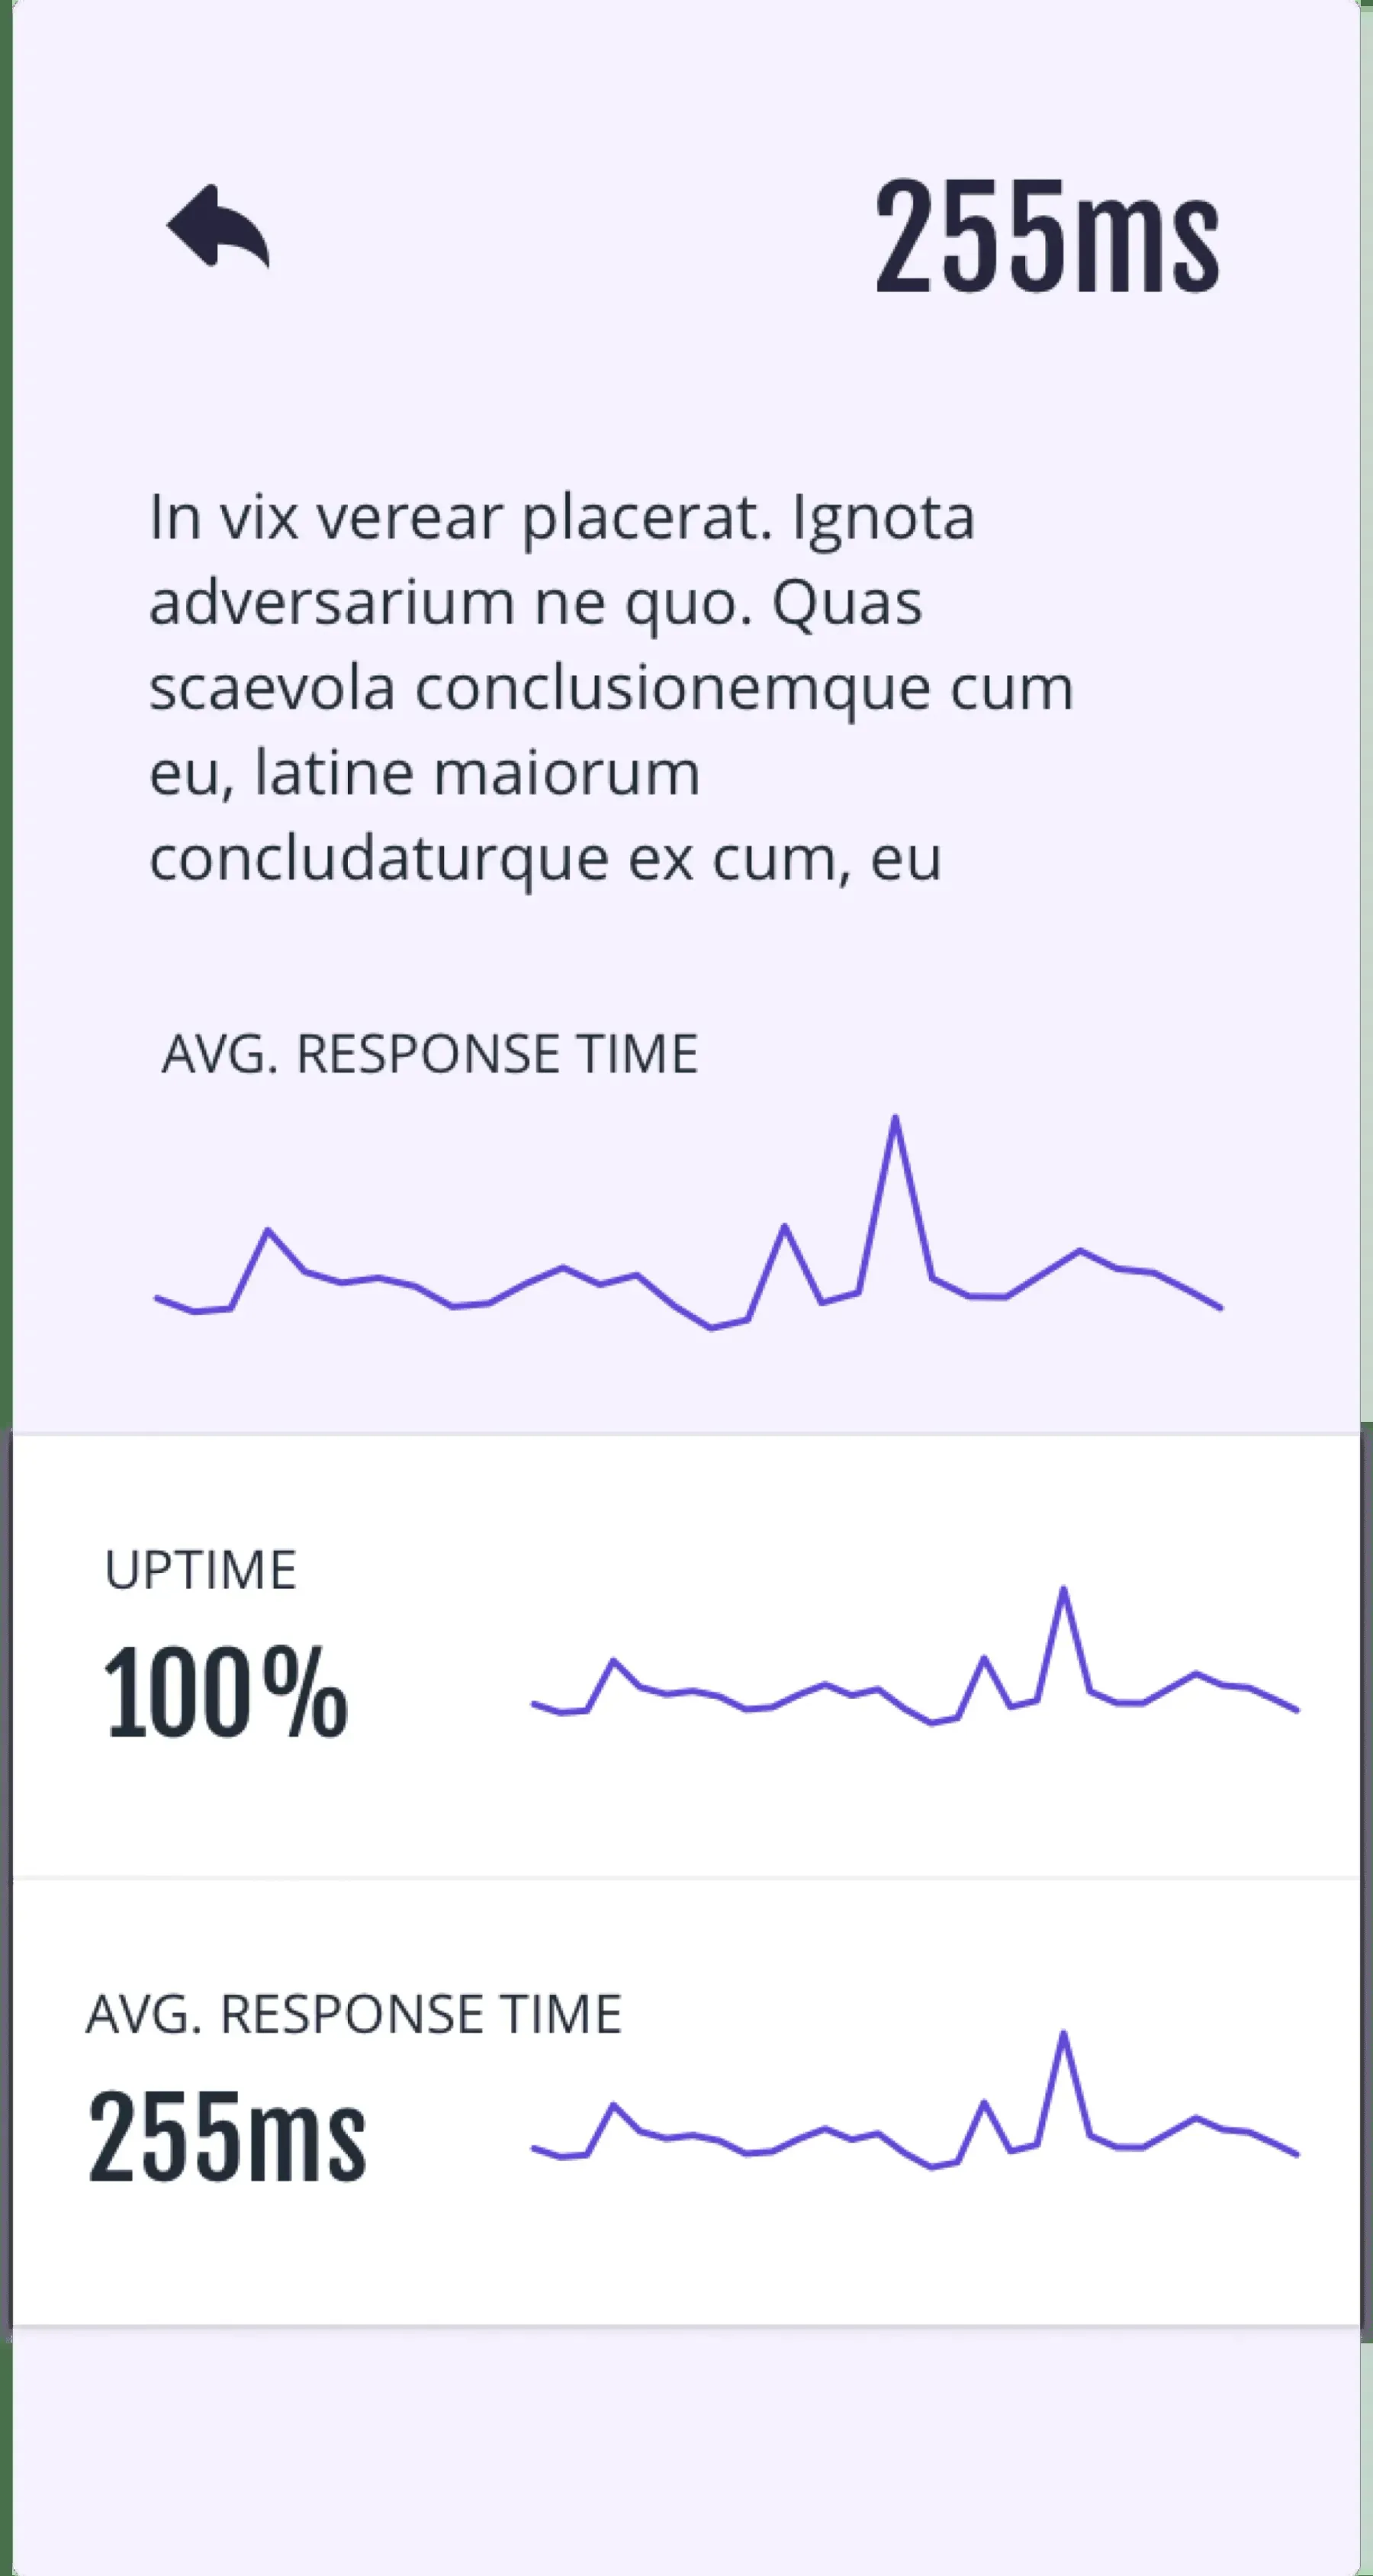 255ms
In vix verear placerat. Ignota
adversarium ne quo. Quas
scaevola conclusionemque cum
eu, latine maiorum
concludaturque ex cum, eu
AVG. RESPONSE TIME
UPTIME
100%
AVG. RESPONSE TIME
255ms